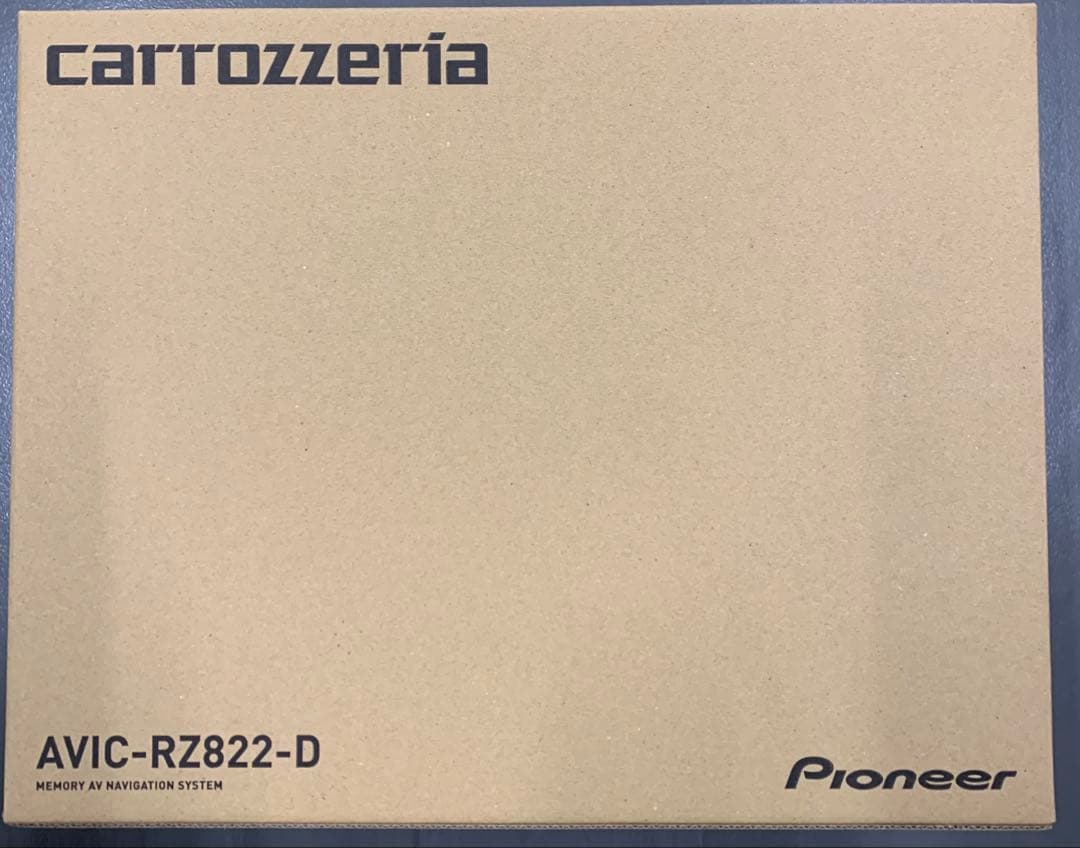 carrozzeria
AVIC-RZ822-D
MEMORY AV NAVIGATION SYSTEM
Pioneer